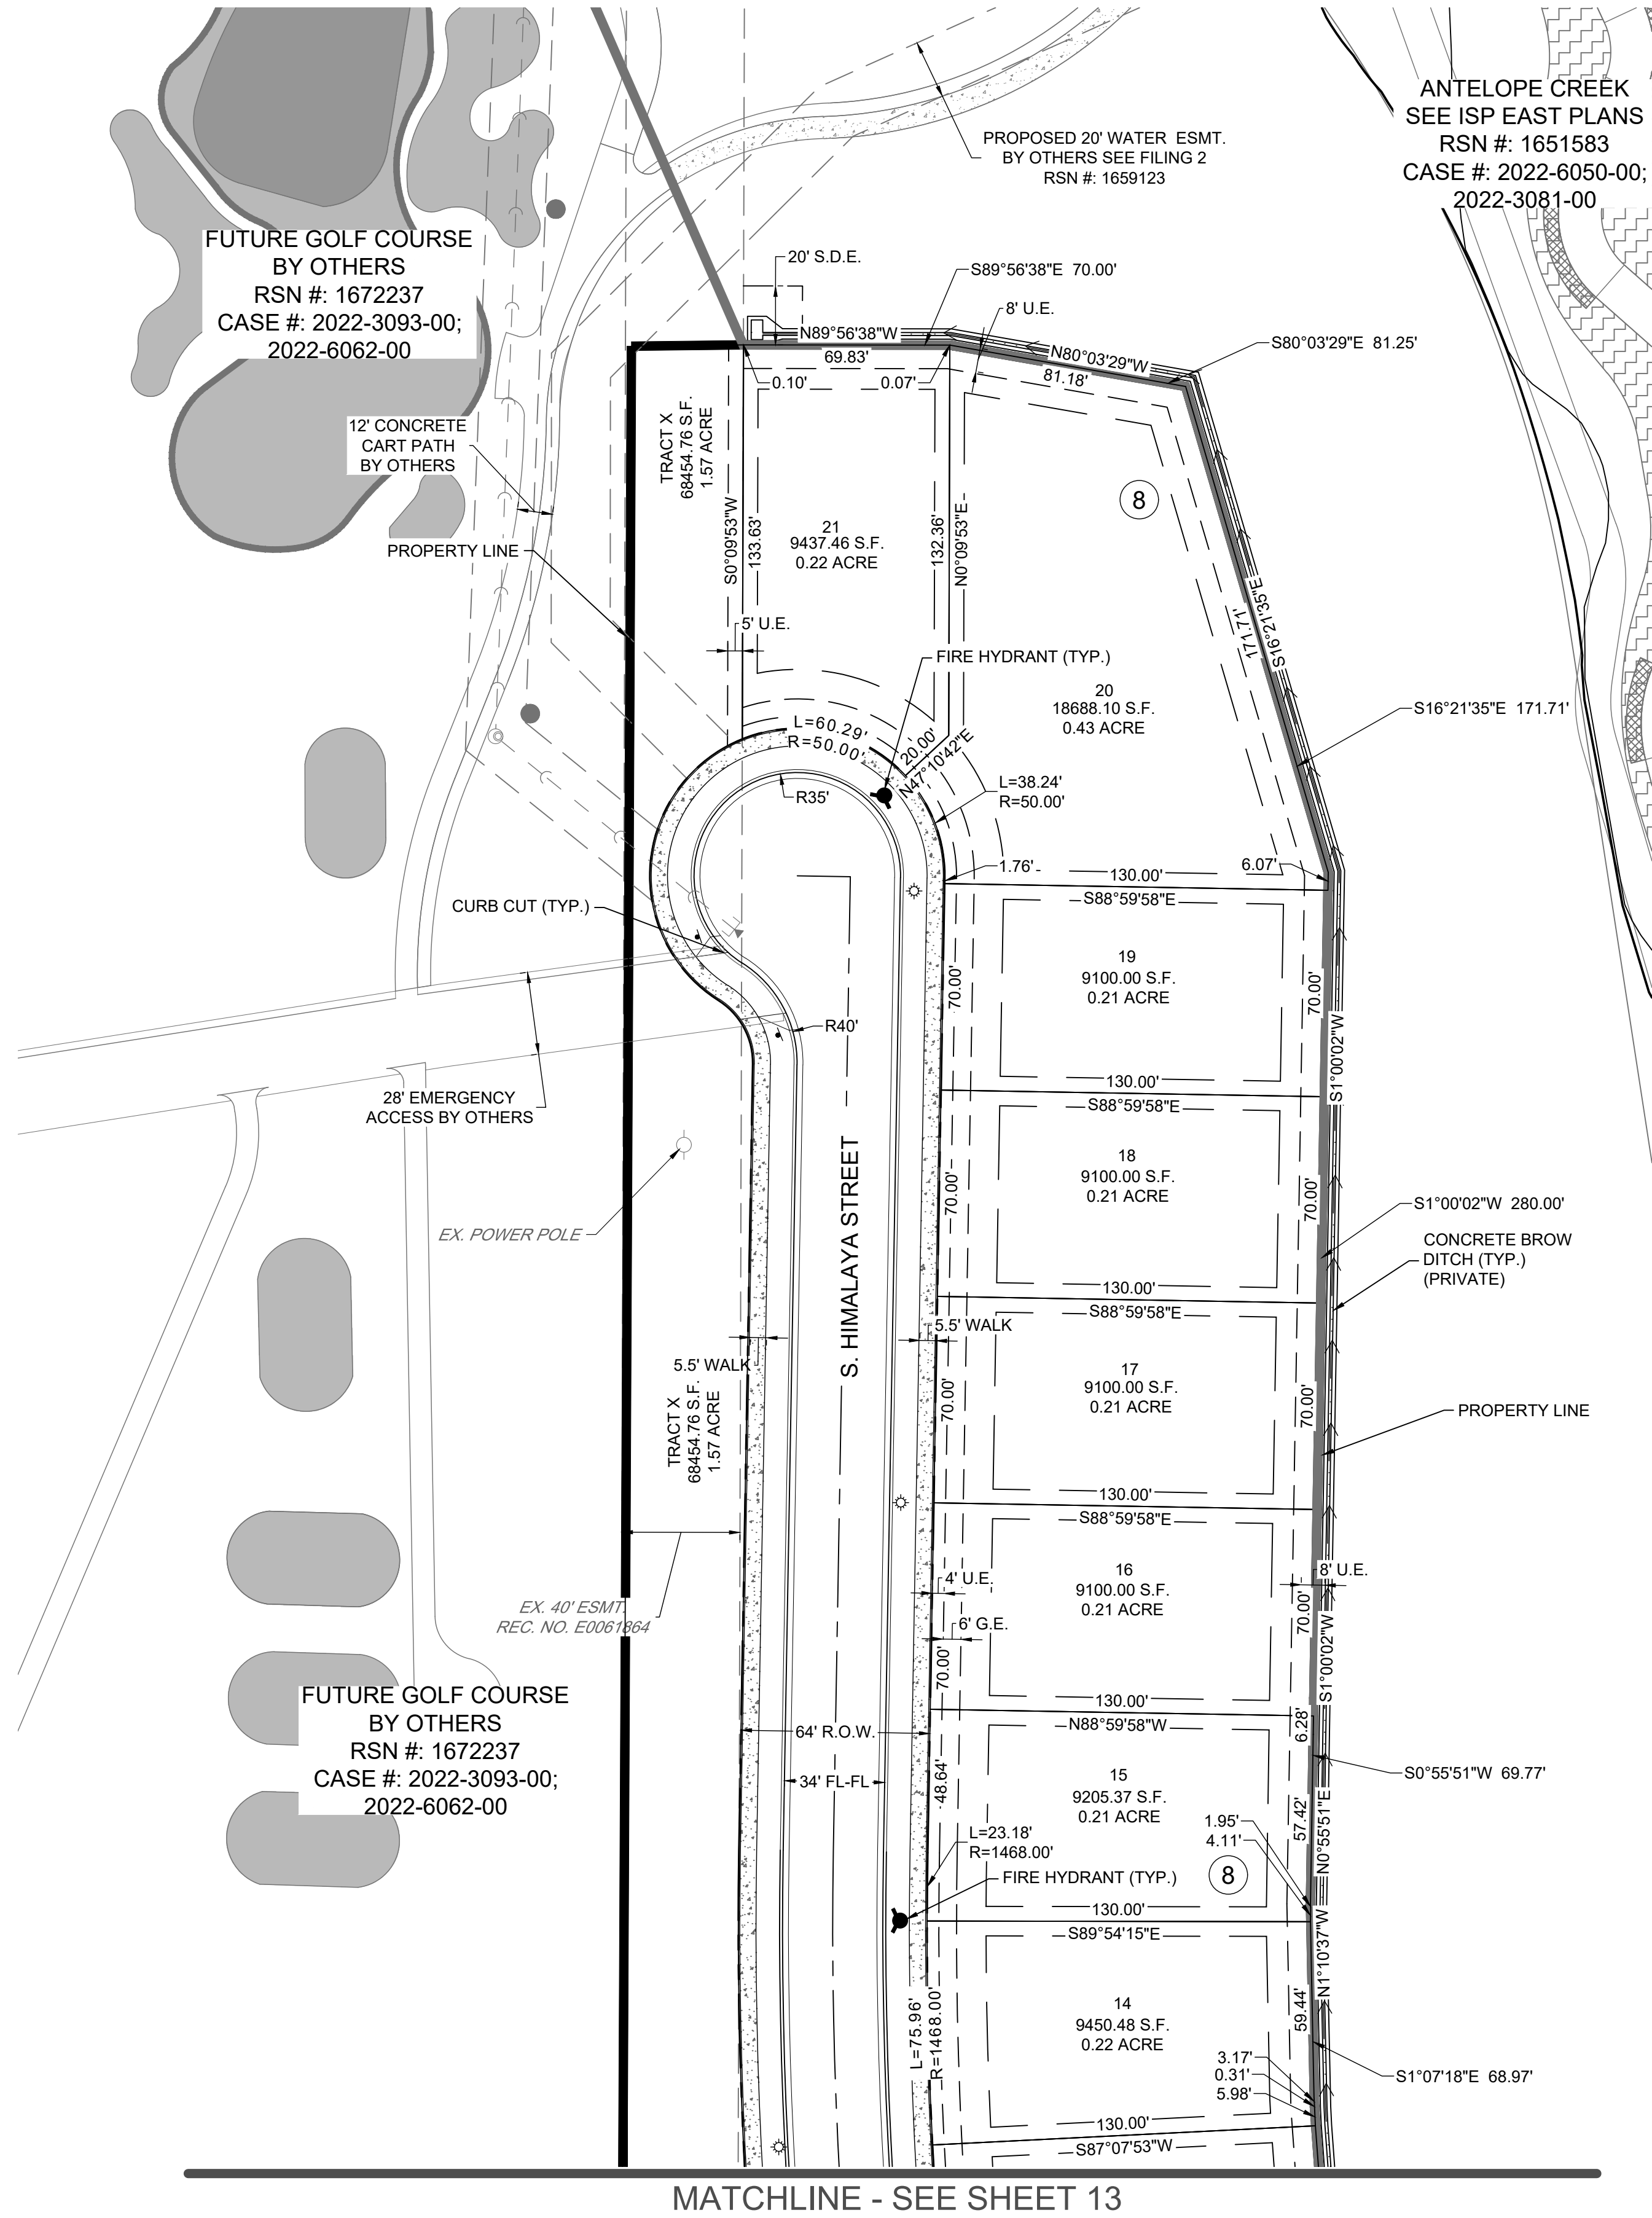 ANTELOPE CREEK
SEE ISP EAST PLANS
RSN #: 1651583
CASE #: 2022-6050-00;
2022-3081-00
PROPOSED 20' WATER ESMT.
BY OTHERS SEE FILING 2
RSN #: 1659123
FUTURE GOLF COURSE
BY OTHERS
RSN #: 1672237
CASE #: 2022-3093-00;
2022-6062-00
20' S.D.E.
S89°56'38"E 70.00'
8' U.E.
N89°56'38"W
69.83'
N80°03'29"W
81.18'
S80°03'29"E 81.25'
0.10'
0.07'
12' CONCRETE
CART PATH
BY OTHERS
TRACT X
68454.76 S.F.
1.57 ACRE
PROPERTY LINE
S0°09'53"W
133.63'
21
9437.46 S.F.
0.22 ACRE
132.36'
N0°09'53"E
8
5' U.E.
FIRE HYDRANT (TYP.)
171.71'
S16°21'35"E
20
18688.10 S.F.
0.43 ACRE
S16°21'35"E 171.71'
L=60.29'
R=50.00'
20.00'
N47°10'42"E
R35'
L=38.24'
R=50.00'
1.76'
130.00'
6.07'
S88°59'58"E
CURB CUT (TYP.)
19
9100.00 S.F.
0.21 ACRE
70.00'
70.00'
S1°00'02"W
R40'
130.00'
S88°59'58"E
28' EMERGENCY
ACCESS BY OTHERS
18
9100.00 S.F.
0.21 ACRE
70.00'
70.00'
S. HIMALAYA STREET
EX. POWER POLE
S1°00'02"W 280.00'
CONCRETE BROW
DITCH (TYP.)
(PRIVATE)
130.00'
S88°59'58"E
5.5' WALK
5.5' WALK
17
9100.00 S.F.
0.21 ACRE
70.00'
70.00'
PROPERTY LINE
TRACT X
68454.76 S.F.
1.57 ACRE
130.00'
S88°59'58"E
16
9100.00 S.F.
0.21 ACRE
4' U.E.
8' U.E.
6' G.E.
70.00'
70.00'
S1°00'02"W
EX. 40' ESMT.
REC. NO. E0061864
FUTURE GOLF COURSE
BY OTHERS
RSN #: 1672237
CASE #: 2022-3093-00;
2022-6062-00
130.00'
N88°59'58"W
64' R.O.W.
34' FL-FL
6.28'
S0°55'51"W 69.77'
48.64'
15
9205.37 S.F.
0.21 ACRE
57.42'
N0°55'51"E
1.95'
4.11'
L=23.18'
R=1468.00'
8
FIRE HYDRANT (TYP.)
130.00'
S89°54'15"E
N1°10'37"W
14
9450.48 S.F.
0.22 ACRE
59.44'
L=75.96'
R=1468.00'
3.17'
0.31'
5.98'
S1°07'18"E 68.97'
130.00'
S87°07'53"W
MATCHLINE - SEE SHEET 13